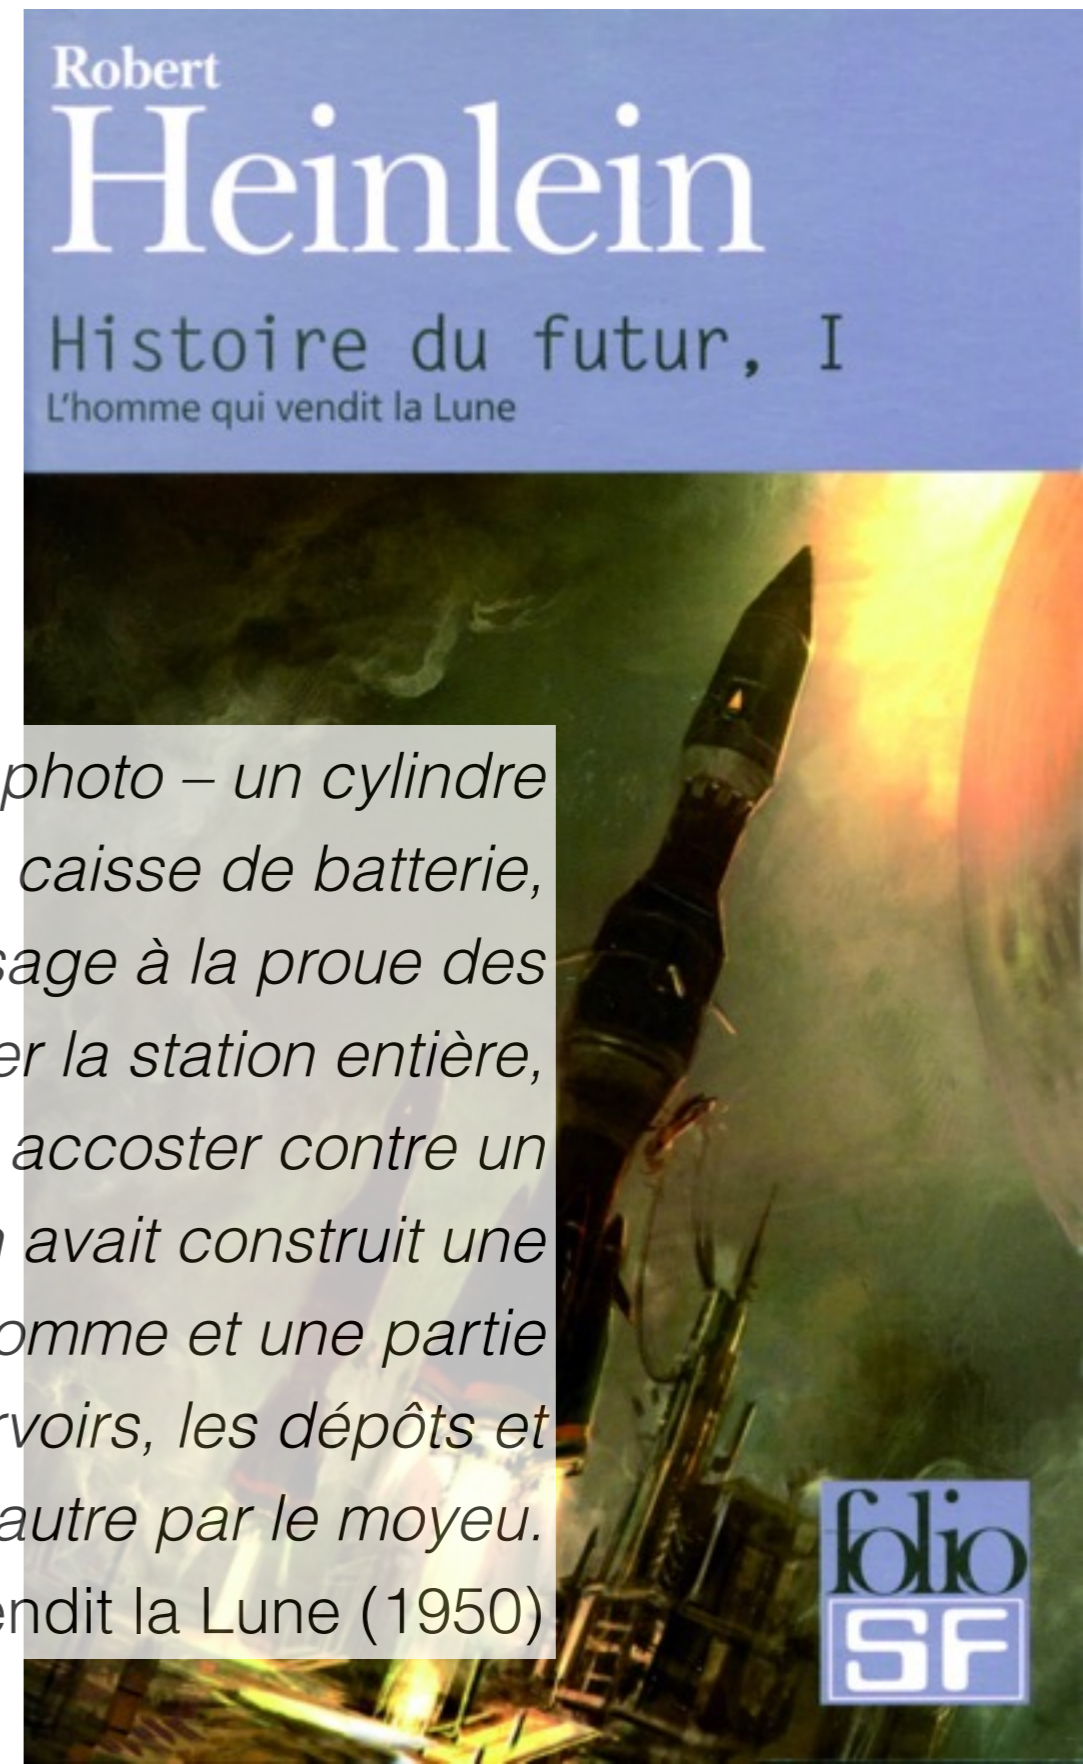 Robert
Heinlein
Histoire du futur, I
L'homme qui vendit la Lune
photo – un cylindre
caisse de batterie,
sage à la proue des
er la station entière,
accoster contre un
avait construit une
omme et une partie
rvoirs, les dépôts et
autre par le moyeu.
endit la Lune (1950)
folio
SF